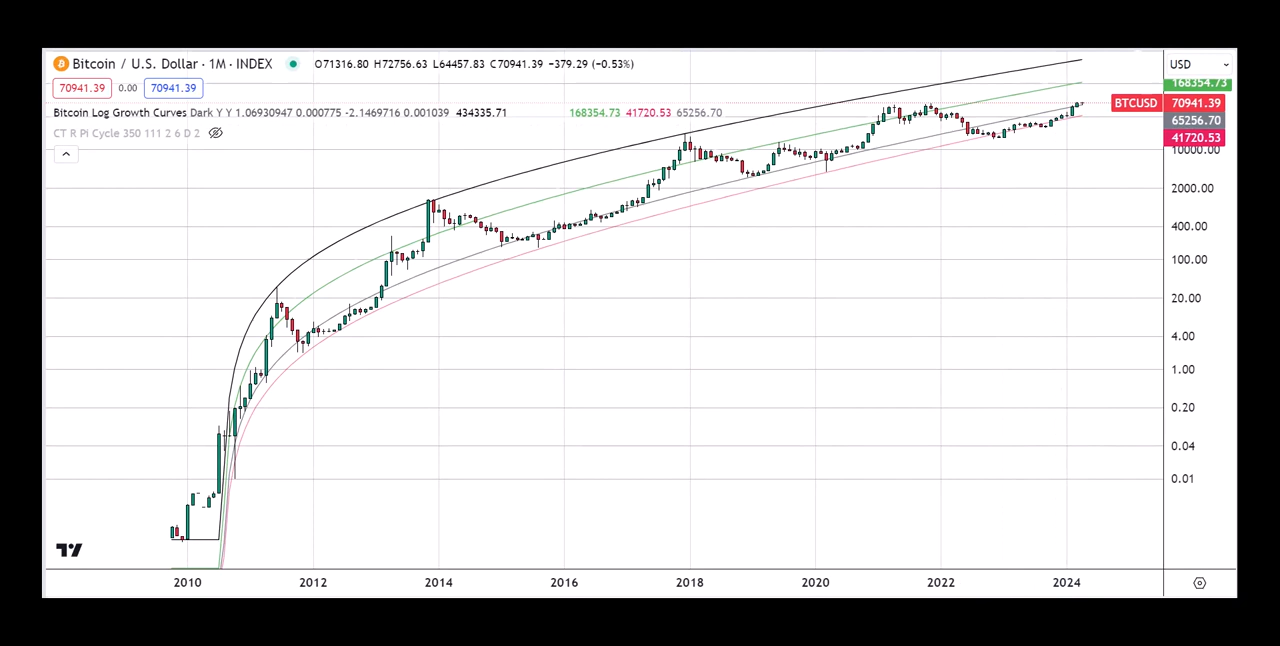 Bitcoin / U.S. Dollar · 1M · INDEX O71316.80 H72756.63 L64457.83 C70941.39 −379.29 (−0.53%)
USD
70941.39 0.00 70941.39
168354.73
BTCUSD 70941.39
Bitcoin Log Growth Curves Dark Y Y 1.06930947 0.000775 -2.1469716 0.001039 434335.71 168354.73 41720.53 65256.70
65256.70
CT R Pi Cycle 350 111 2 6 D 2
41720.53
10000.00
2000.00
400.00
100.00
20.00
4.00
1.00
0.20
0.04
0.01
2010 2012 2014 2016 2018 2020 2022 2024